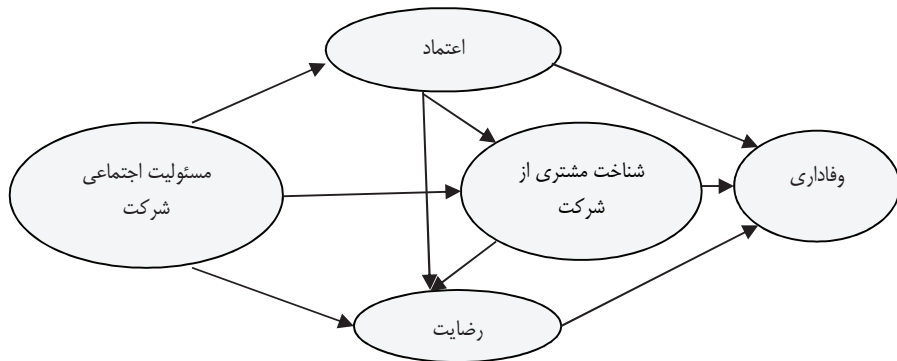 اعتماد
مسئولیت اجتماعی
شرکت
شناخت مشتری از
شرکت
وفاداری
رضایت